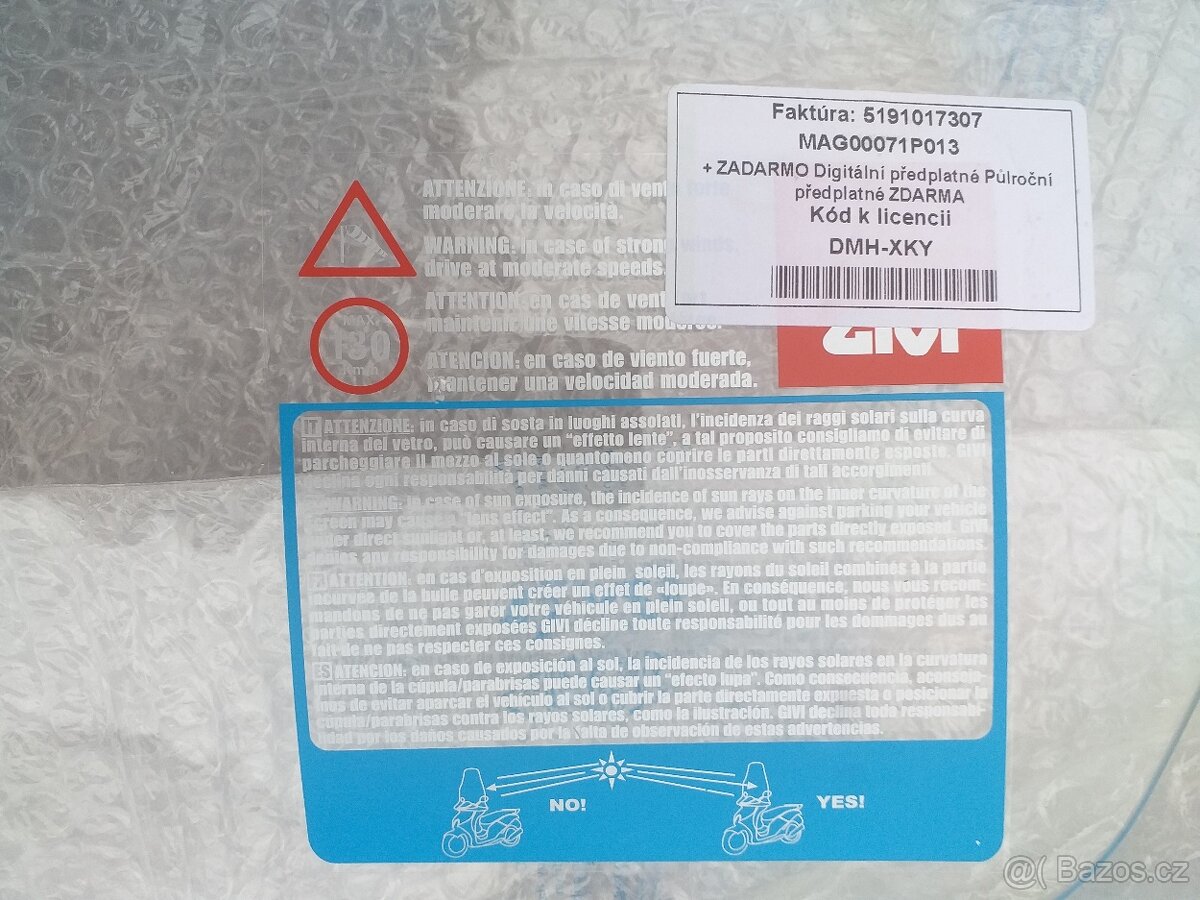 Faktúra: 5191017307
MAG00071P013
+ ZADARMO Digitální předplatné Půlroční
předplatné ZDARMA
Kód k licencii
DMH-XKY
ATTENZIONE: in caso di vent
moderare la velocità.
WARNING: in case of strong winds,
drive at moderate speeds.
ATTENTION: en cas de vent
maintenir une vitesse modérée.
ATENCION: en caso de viento fuerte,
mantener una velocidad moderada.
MAX.
130
Km/h
GIVI
IT ATTENZIONE: in caso di sosta in luoghi assolati, l'incidenza dei raggi solari sulla curva
interna del vetro, può causare un "effetto lente", a tal proposito consigliamo di evitare di
parcheggiare il mezzo al sole o quantomeno coprire le parti direttamente esposte. GIVI
declina ogni responsabilità per danni causati dall'inosservanza di tali accorgimenti.
WARNING: in case of sun exposure, the incidence of sun rays on the inner curvature of the
screen may cause a "lens effect". As a consequence, we advise against parking your vehicle
under direct sunlight or, at least, we recommend you to cover the parts directly exposed. GIVI
any responsibility for damages due to non-compliance with such recommendations.
ATTENTION: en cas d'exposition en plein soleil, les rayons du soleil combinés à la partie
incurvée de la bulle peuvent créer un effet de «loupe». En conséquence, nous vous recom-
mandons de ne pas garer votre véhicule en plein soleil, ou tout au moins de proténer les
parties directement exposées GIVI décline toute responsabilité pour les dommages dus au
fait de ne pas respecter ces consignes.
ES ATENCION: en caso de exposición al sol, la incidencia de los rayos solares en la curvatura
interna de la cúpula/parabrisas puede causar un "efecto lupa". Como consecuencia, aconseja-
mos de evitar aparcar el vehículo al sol o cubrir la parte directamente expuesta o posicionar la
cúpula/parabrisas contra los rayos solares, como la ilustración. GIVI declina toda responsabi-
lidad por los daños causados por la falta de observación de estas advertencias.
NO!
YES!
@( Bazos.cz